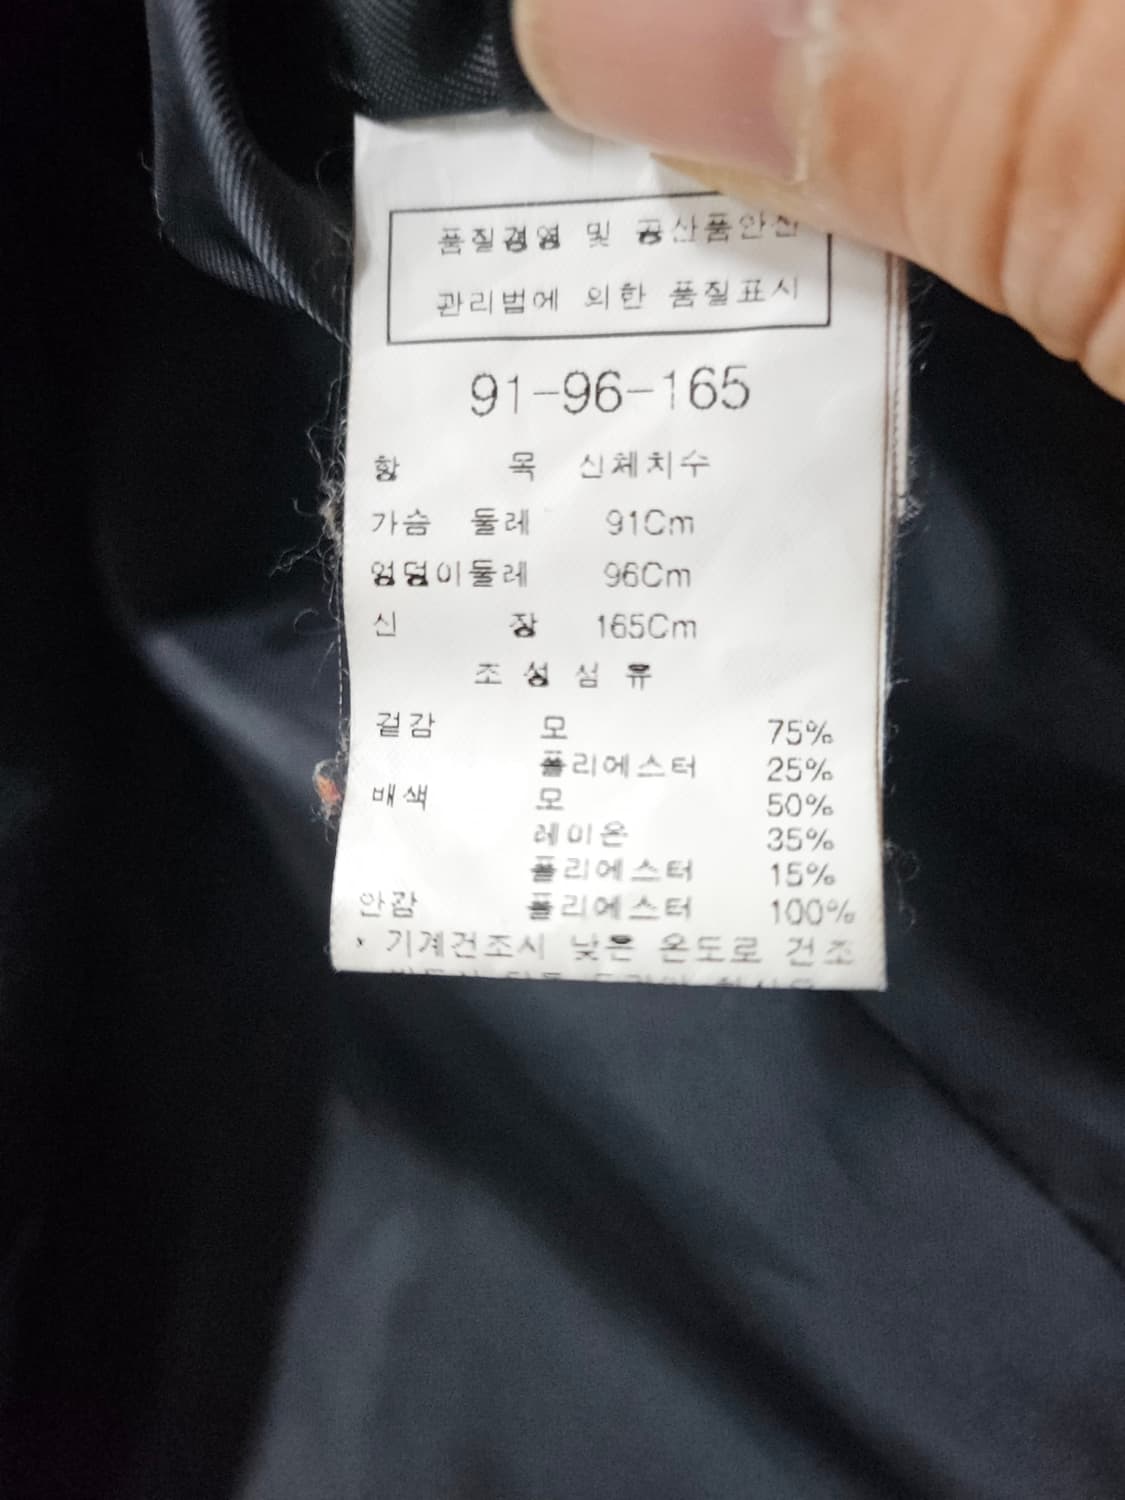 품질경영 및 공산품안전
관리법에 의한 품질표시
91-96-165
항 목 신체치수
가슴 둘레 91Cm
엉덩이둘레 96Cm
신 장 165Cm
조성섬유
겉감 모 75%
폴리에스터 25%
배색 모 50%
레이온 35%
폴리에스터 15%
안감 폴리에스터 100%
* 기계건조시 낮은 온도로 건조